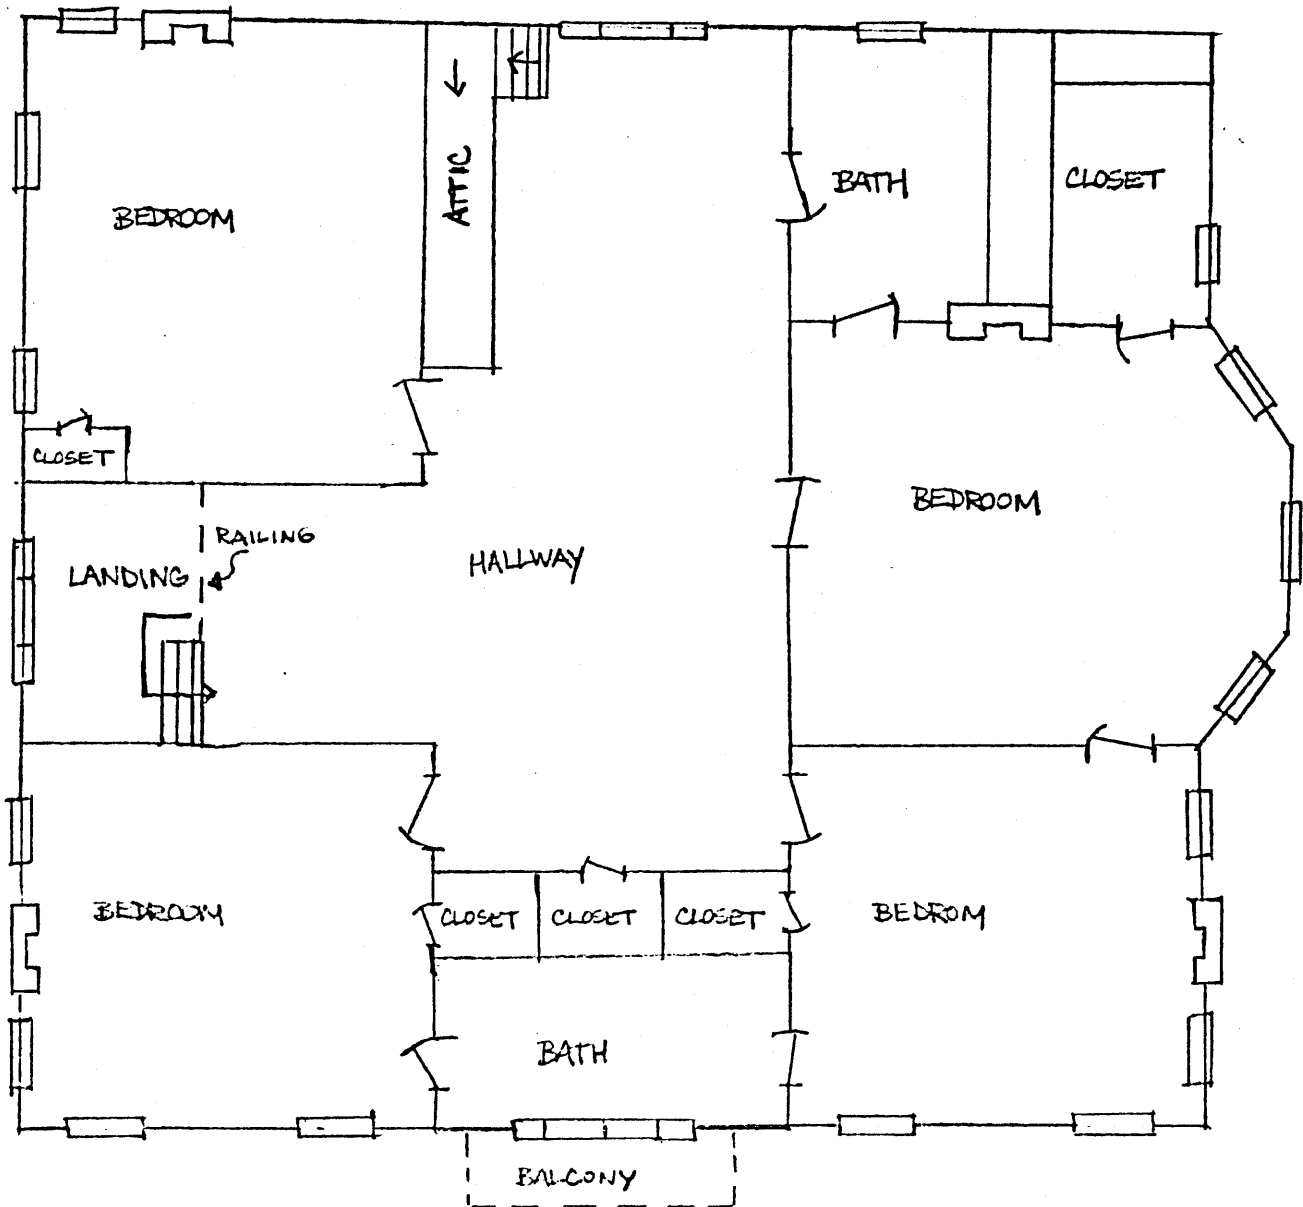 ATTIC
BATH
CLOSET
BEDROOM
CLOSET
RAILING
BEDROOM
HALLWAY
LANDING
BEDROOM
CLOSET
CLOSET
CLOSET
BEDROM
BATH
BALCONY